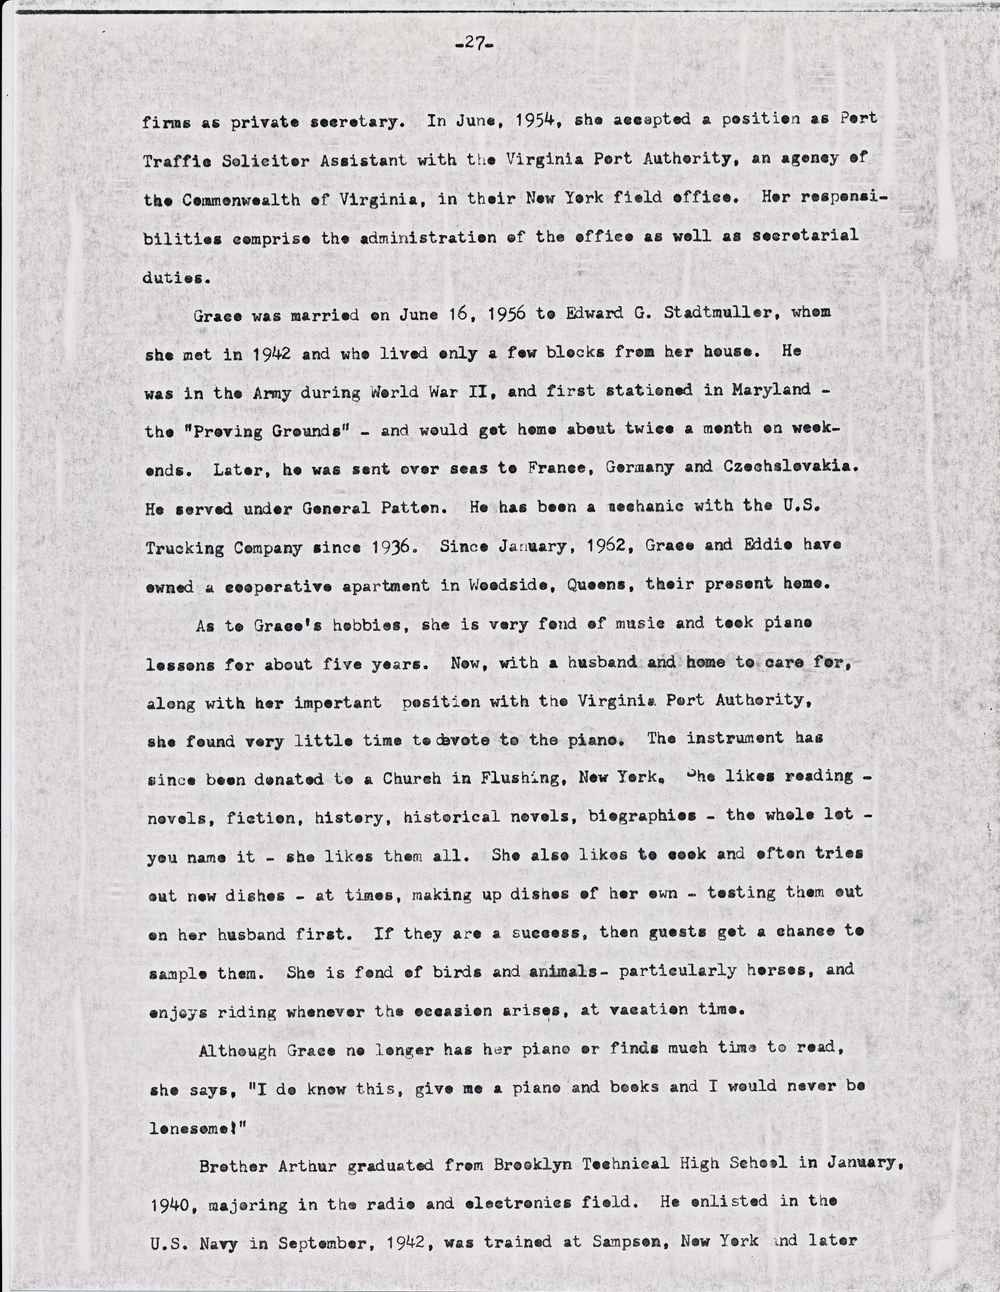 -27-
firms as private secretary. In June, 1954, she accepted a position as Port
Traffic Solicitor Assistant with the Virginia Port Authority, an agency of
the Commonwealth of Virginia, in their New York field office. Her responsi-
bilities comprise the administration of the office as well as secretarial
duties.
Grace was married on June 16, 1956 to Edward G. Stadtmuller, whom
she met in 1942 and who lived only a few blocks from her house. He
was in the Army during World War II, and first stationed in Maryland -
the "Proving Grounds" - and would get home about twice a month on week-
ends. Later, he was sent over seas to France, Germany and Czechslovakia.
He served under General Patton. He has been a mechanic with the U.S.
Trucking Company since 1936. Since January, 1962, Grace and Eddie have
owned a cooperative apartment in Woodside, Queens, their present home.
As to Grace's hobbies, she is very fond of music and took piano
lessons for about five years. Now, with a husband and home to care for,
along with her important position with the Virginia Port Authority,
she found very little time to devote to the piano. The instrument has
since been donated to a Church in Flushing, New York. She likes reading -
novels, fiction, history, historical novels, biographies - the whole lot -
you name it - she likes them all. She also likes to cook and often tries
out new dishes - at times, making up dishes of her own - testing them out
on her husband first. If they are a success, then guests get a chance to
sample them. She is fond of birds and animals- particularly horses, and
enjoys riding whenever the occasion arises, at vacation time.
Although Grace no longer has her piano or finds much time to read,
she says, "I do know this, give me a piano and books and I would never be
lonesome!"
Brother Arthur graduated from Brooklyn Technical High School in January,
1940, majoring in the radio and electronics field. He enlisted in the
U.S. Navy in September, 1942, was trained at Sampson, New York and later